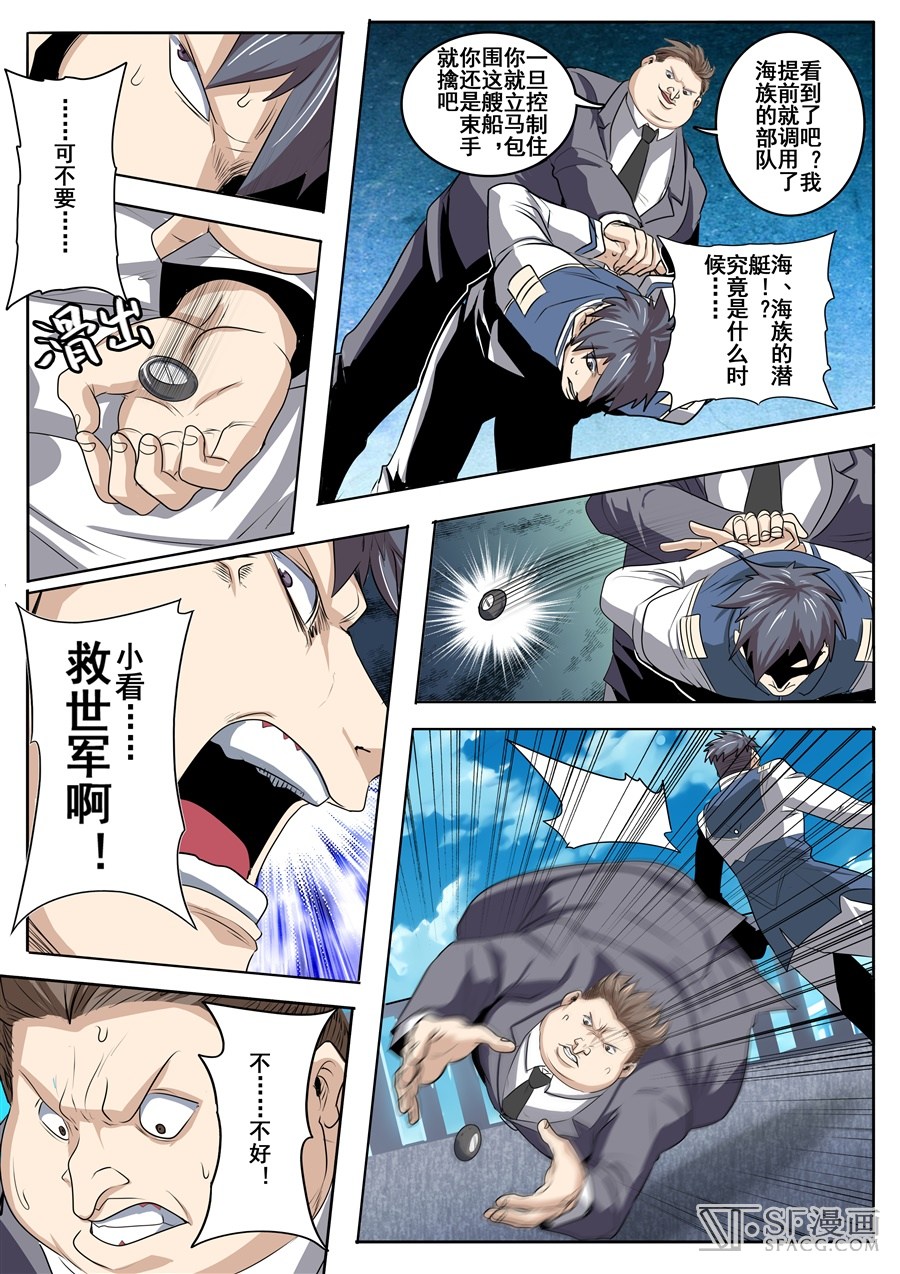 看到了吧？我
提前就调用了
海族的部队
一旦控制住
你就立马包
围这艘船，
你还是束手
就擒吧
海、海族的潜
艇！？
究竟是什么时
候……
……可不要……
滑出
小看……
救世军啊！
不……不好！
SF漫画
SPACG.COM